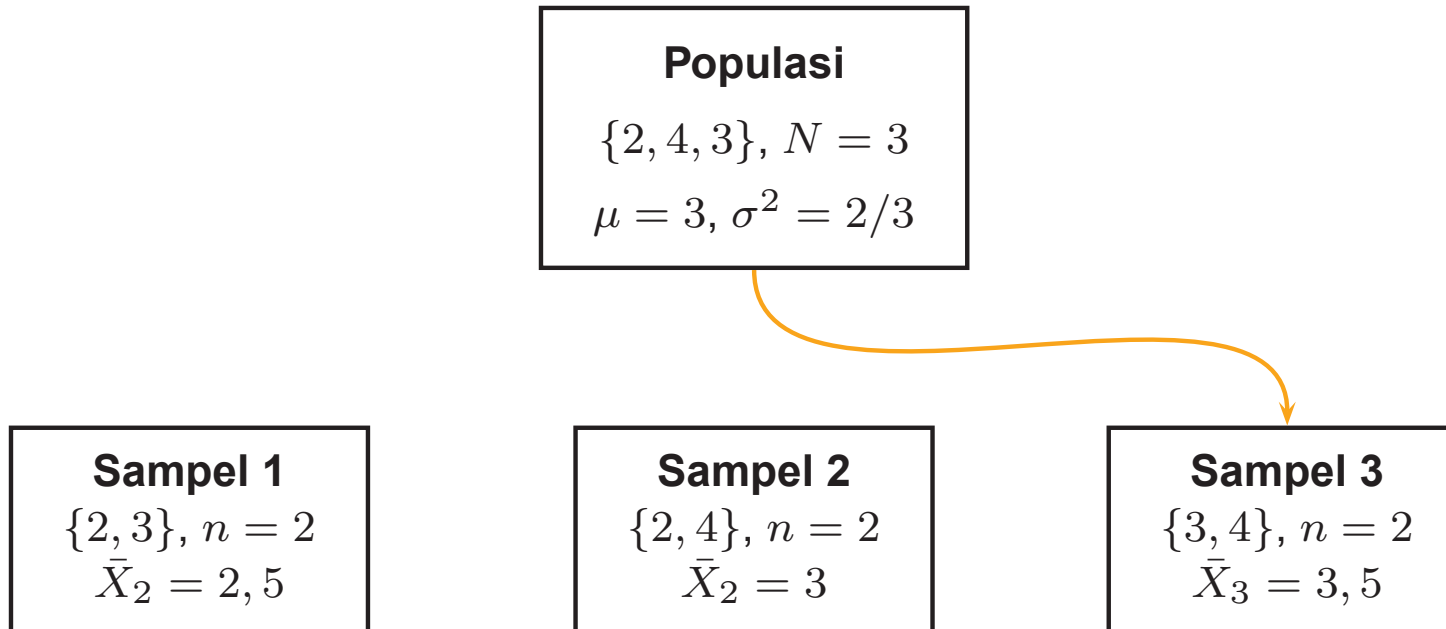 Populasi
{2, 4, 3}, N = 3
μ = 3, σ² = 2/3
Sampel 1
{2, 3}, n = 2
X̄₂ = 2, 5
Sampel 2
{2, 4}, n = 2
X̄₂ = 3
Sampel 3
{3, 4}, n = 2
X̄₃ = 3, 5